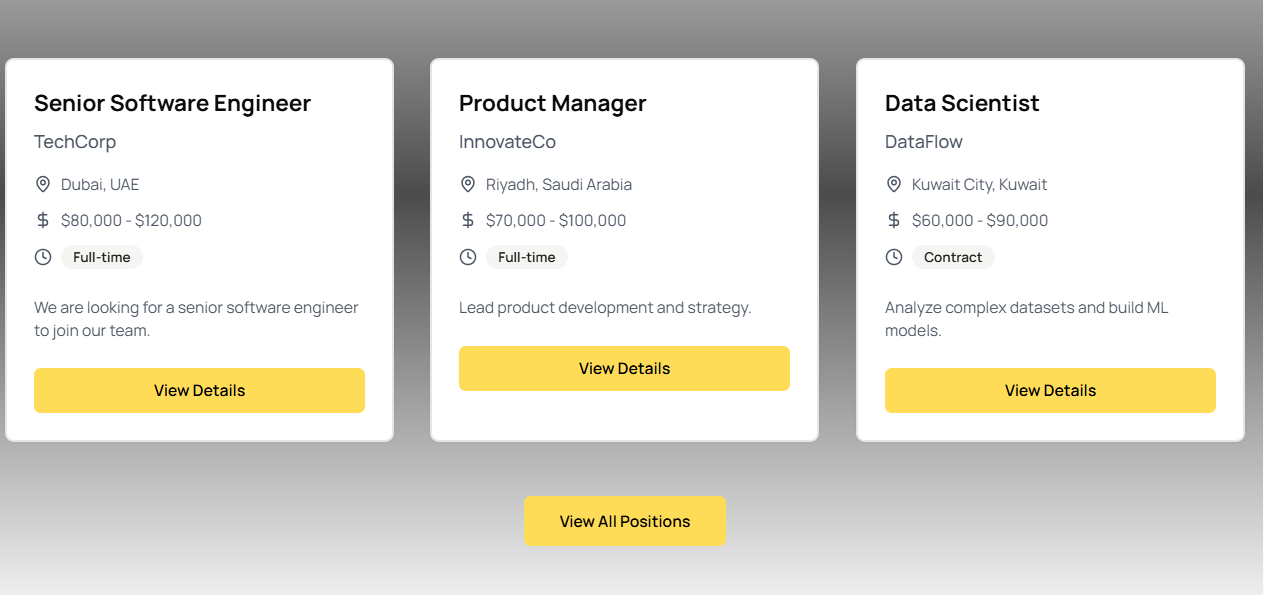 Senior Software Engineer
TechCorp
Dubai, UAE
$80,000 - $120,000
Full-time
We are looking for a senior software engineer
to join our team.
View Details
Product Manager
InnovateCo
Riyadh, Saudi Arabia
$70,000 - $100,000
Full-time
Lead product development and strategy.
View Details
Data Scientist
DataFlow
Kuwait City, Kuwait
$60,000 - $90,000
Contract
Analyze complex datasets and build ML
models.
View Details
View All Positions